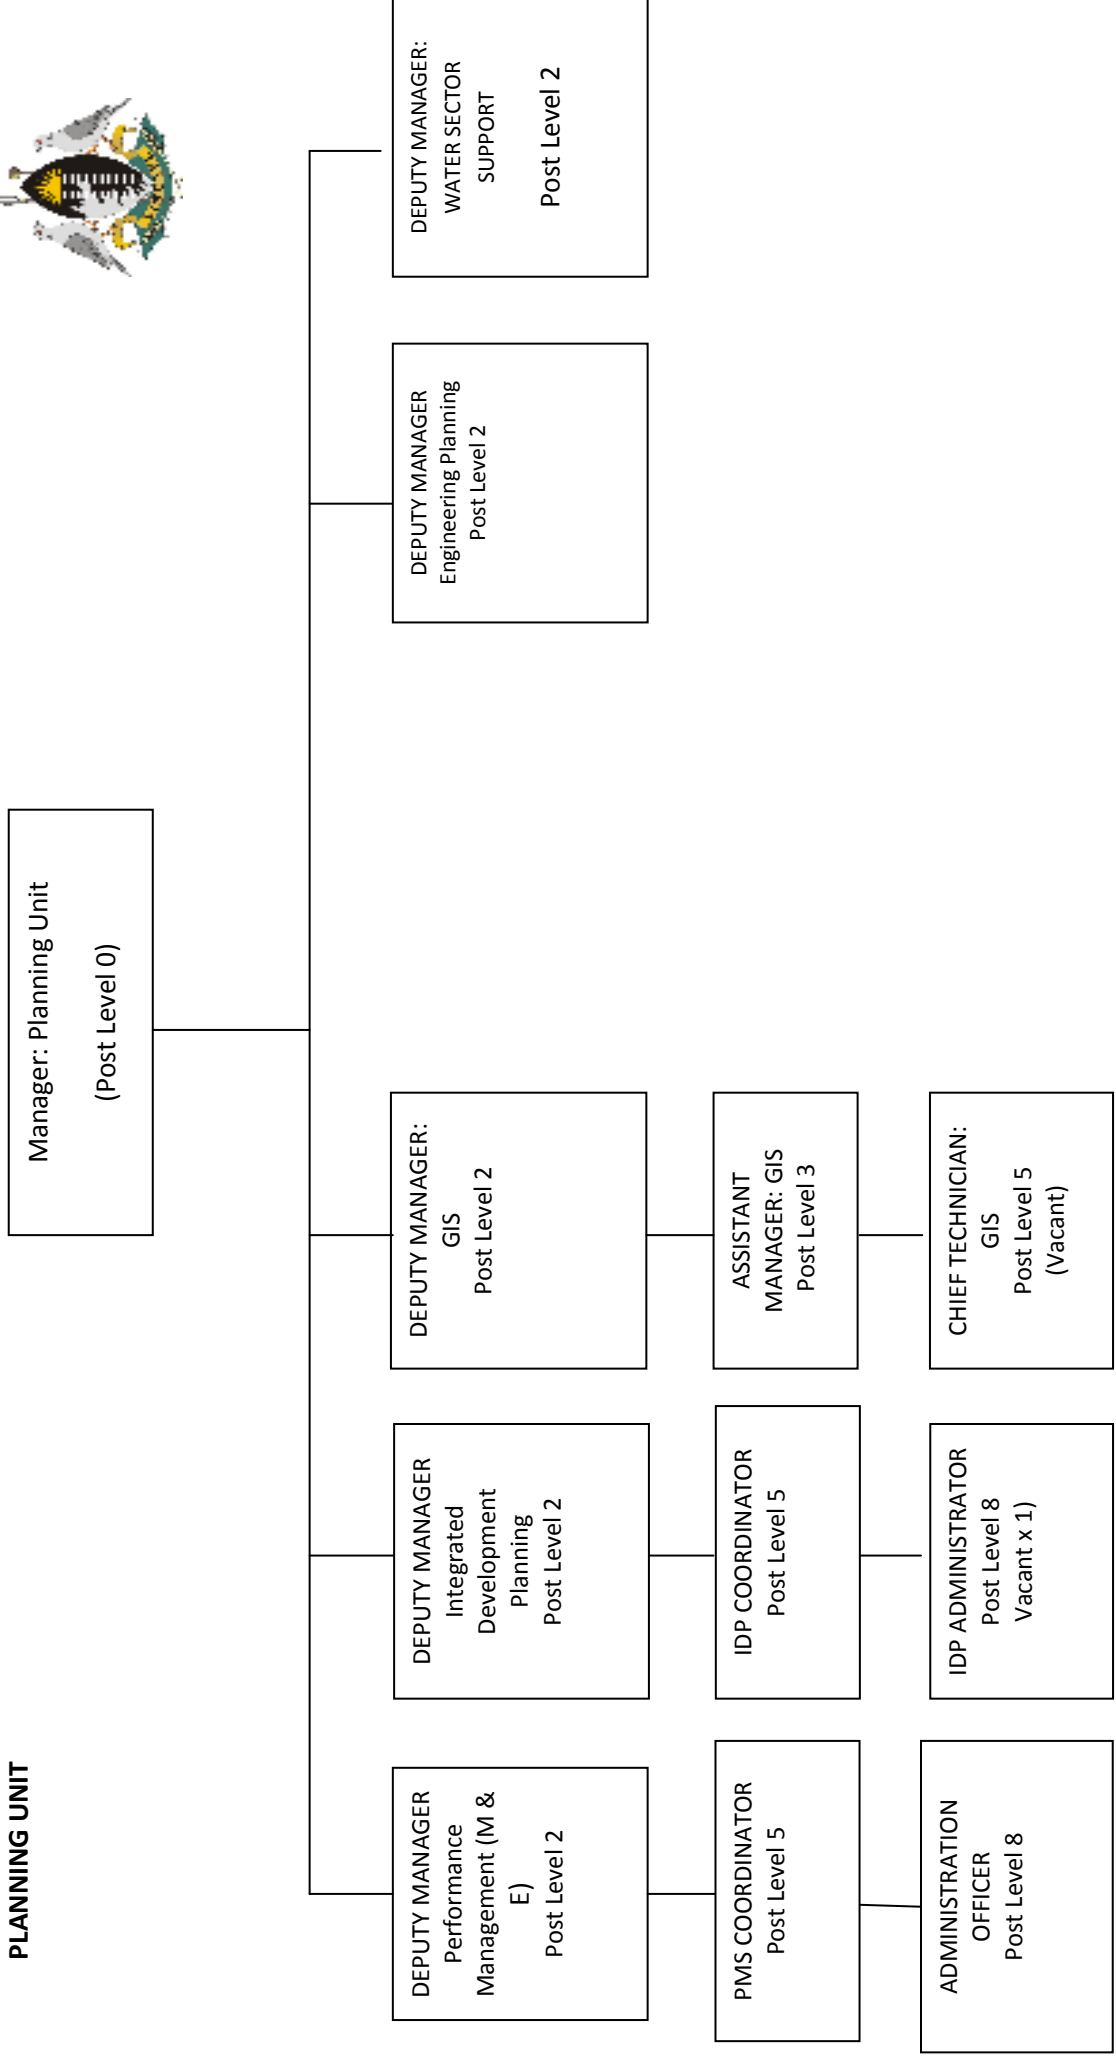 PLANNING UNIT
Manager: Planning Unit
(Post Level 0)
DEPUTY MANAGER
Performance
Management (M &
E)
Post Level 2
DEPUTY MANAGER
Integrated
Development
Planning
Post Level 2
DEPUTY MANAGER:
GIS
Post Level 2
DEPUTY MANAGER
Engineering Planning
Post Level 2
DEPUTY MANAGER:
WATER SECTOR
SUPPORT
Post Level 2
PMS COORDINATOR
Post Level 5
IDP COORDINATOR
Post Level 5
ASSISTANT
MANAGER: GIS
Post Level 3
ADMINISTRATION
OFFICER
Post Level 8
IDP ADMINISTRATOR
Post Level 8
Vacant x 1)
CHIEF TECHNICIAN:
GIS
Post Level 5
(Vacant)